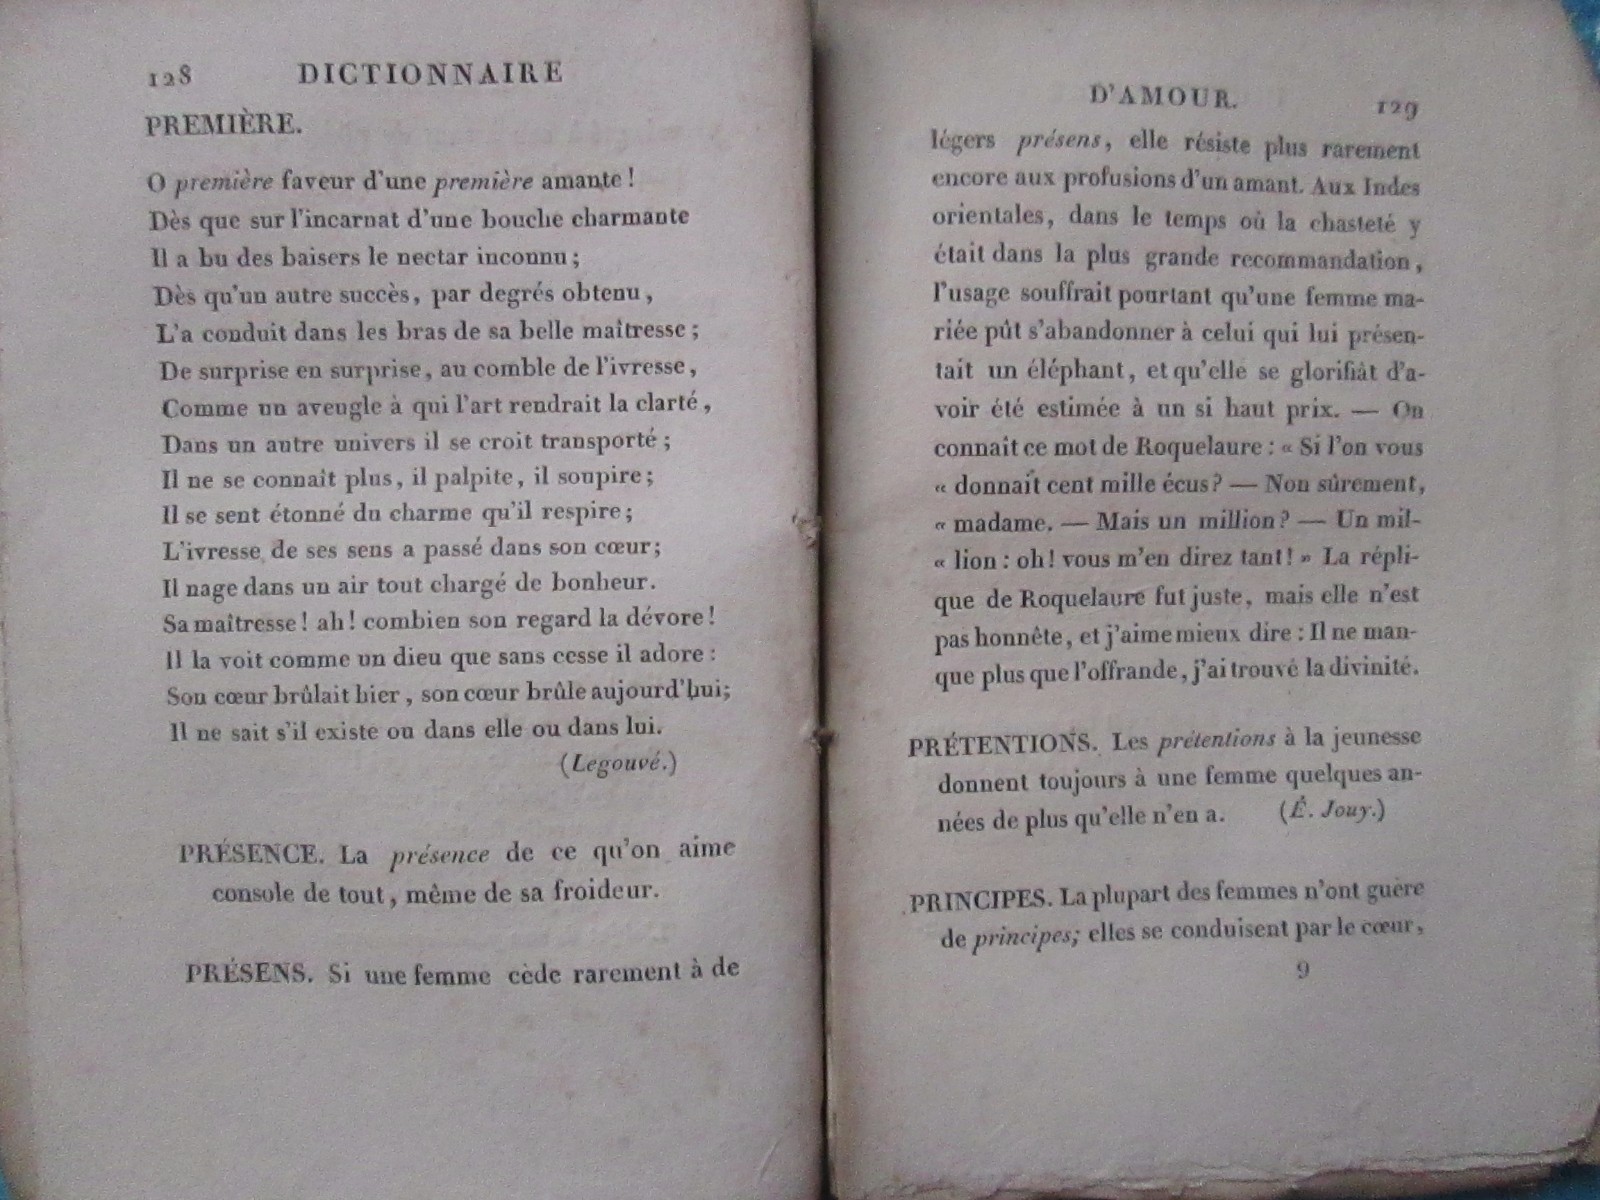 128 DICTIONNAIRE
PREMIÈRE.
O première faveur d'une première amante !
Dès que sur l'incarnat d'une bouche charmante
Il a bu des baisers le nectar inconnu ;
Dès qu'un autre succès, par degrés obtenu,
L'a conduit dans les bras de sa belle maîtresse ;
De surprise en surprise, au comble de l'ivresse,
Comme un aveugle à qui l'art rendrait la clarté,
Dans un autre univers il se croit transporté ;
Il ne se connaît plus, il palpite, il soupire ;
Il se sent étonné du charme qu'il respire ;
L'ivresse de ses sens a passé dans son cœur ;
Il nage dans un air tout chargé de bonheur.
Sa maîtresse ! ah ! combien son regard la dévore !
Il la voit comme un dieu que sans cesse il adore :
Son cœur brûlait hier, son cœur brûle aujourd'hui ;
Il ne sait s'il existe ou dans elle ou dans lui.
(Legouvé.)
PRÉSENCE. La présence de ce qu'on aime
console de tout, même de sa froideur.
PRÉSENS. Si une femme cède rarement à de
D'AMOUR. 129
légers présens, elle résiste plus rarement
encore aux profusions d'un amant. Aux Indes
orientales, dans le temps où la chasteté y
était dans la plus grande recommandation,
l'usage souffrait pourtant qu'une femme ma-
riée pût s'abandonner à celui qui lui présen-
tait un éléphant, et qu'elle se glorifiât d'a-
voir été estimée à un si haut prix. — On
connaît ce mot de Roquelaure : « Si l'on vous
« donnait cent mille écus ? — Non sûrement,
« madame. — Mais un million ? — Un mil-
« lion : oh ! vous m'en direz tant ! » La répli-
que de Roquelaure fut juste, mais elle n'est
pas honnête, et j'aime mieux dire : Il ne man-
que plus que l'offrande, j'ai trouvé la divinité.
PRÉTENTIONS. Les prétentions à la jeunesse
donnent toujours à une femme quelques an-
nées de plus qu'elle n'en a. (É. Jouy.)
PRINCIPES. La plupart des femmes n'ont guère
de principes ; elles se conduisent par le cœur,
9